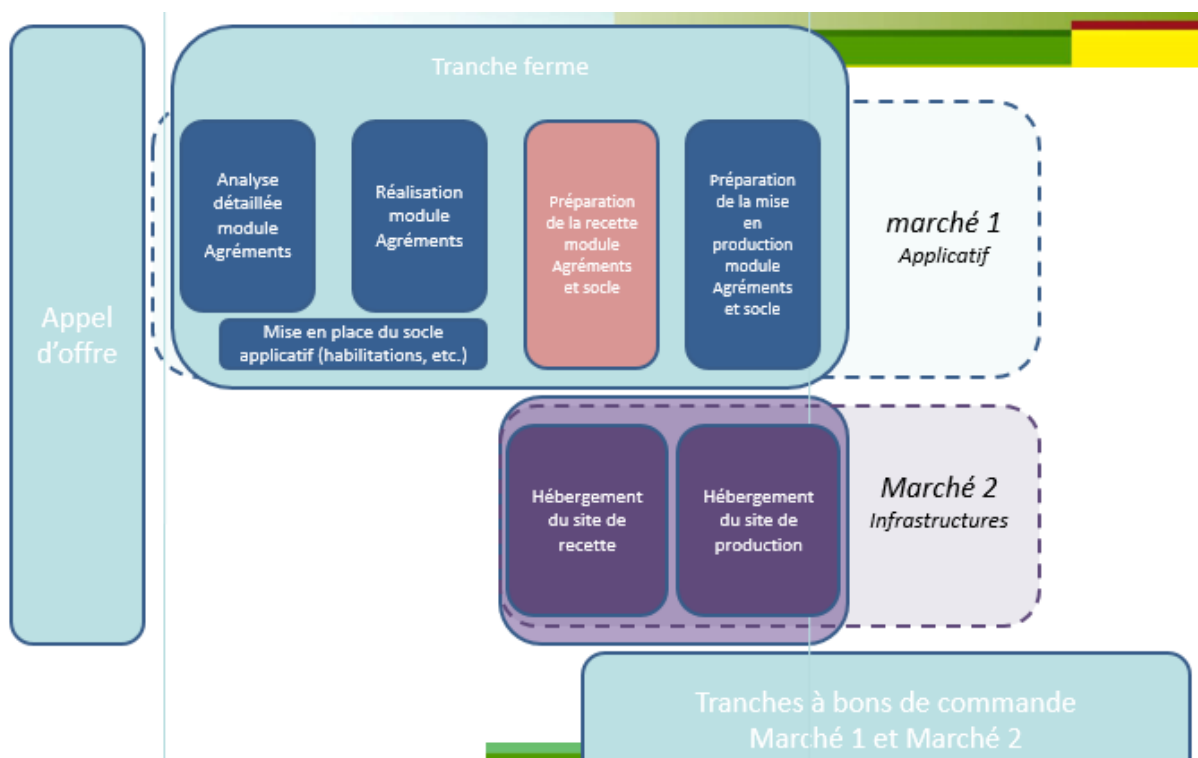 Appel
d'offre
Tranche ferme
Analyse
détaillée
module
Agréments
Réalisation
module
Agréments
Préparation
de la recette
module
Agréments
et socle
Préparation
de la mise
en
production
module
Agréments
et socle
Mise en place du socle
applicatif (habilitations, etc.)
marché 1
Applicatif
Hébergement
du site de
recette
Hébergement
du site de
production
Marché 2
Infrastructures
Tranches à bons de commande
Marché 1 et Marché 2